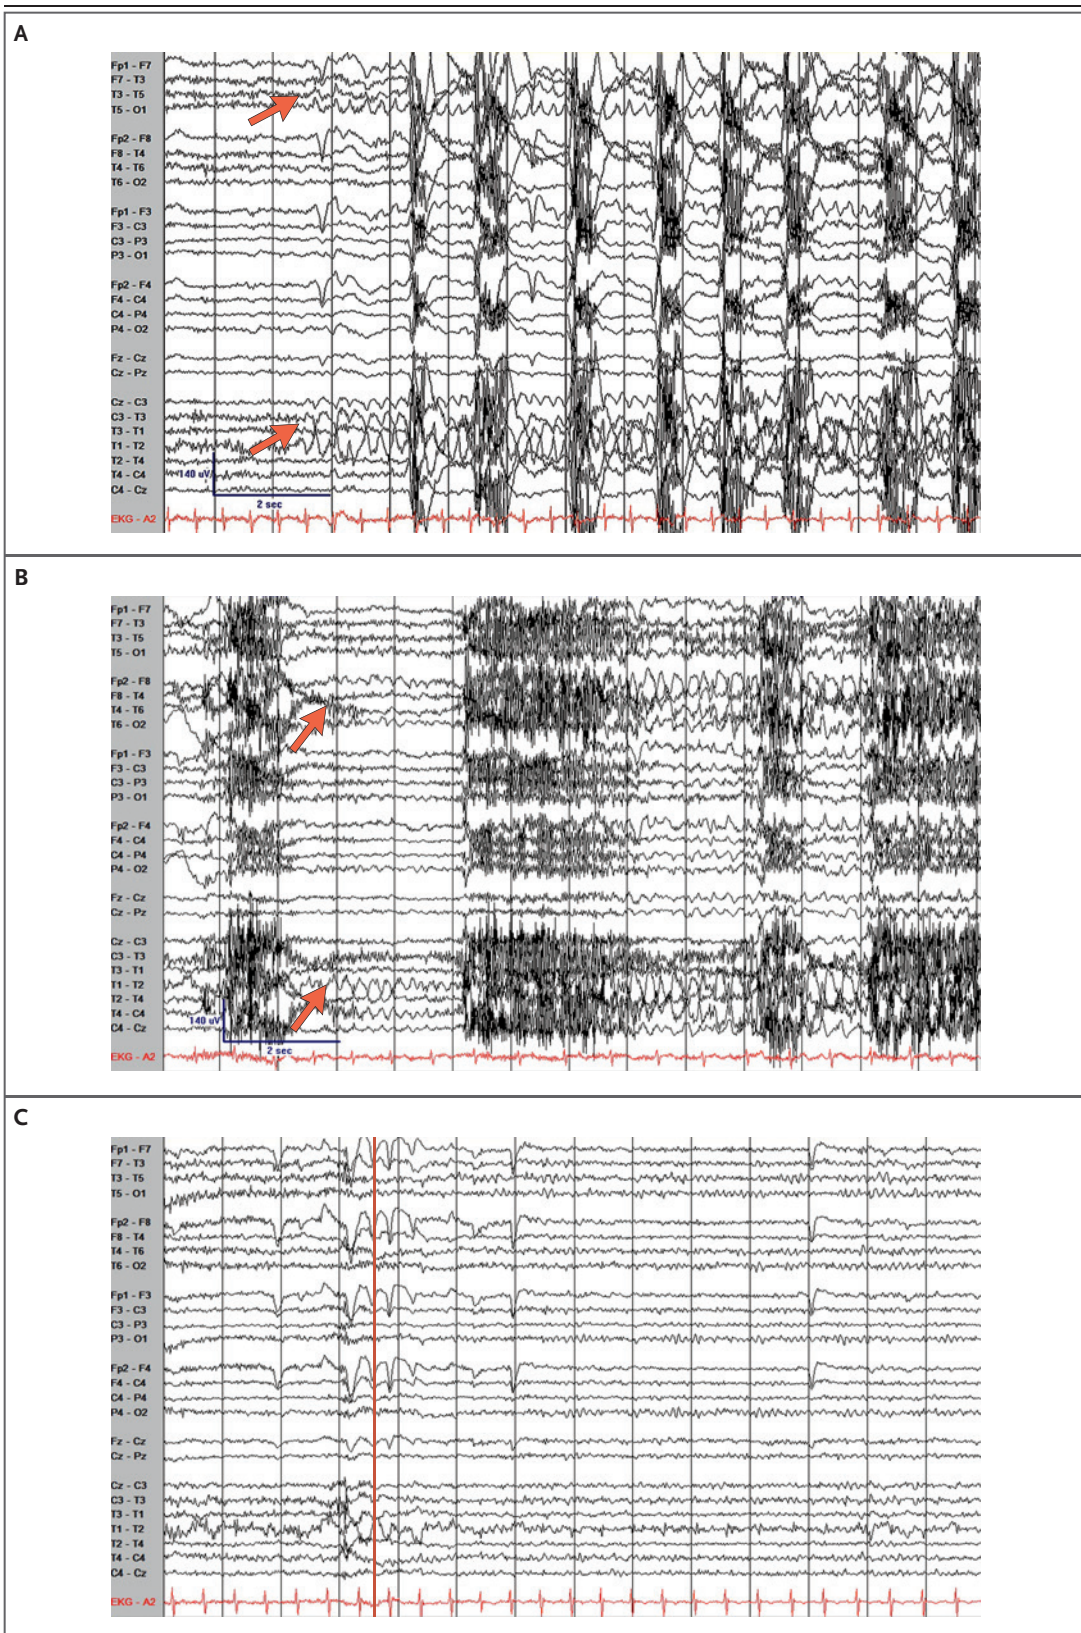 A
Fp1 - F7
F7 - T3
T3 - T5
T5 - O1
Fp2 - F8
F8 - T4
T4 - T6
T6 - O2
Fp1 - F3
F3 - C3
C3 - P3
P3 - O1
Fp2 - F4
F4 - C4
C4 - P4
P4 - O2
Fz - Cz
Cz - Pz
Cz - C3
C3 - T3
T3 - T1
T1 - T2
T2 - T4
T4 - C4
C4 - Cz
EKG - A2
140 uV
2 sec
B
Fp1 - F7
F7 - T3
T3 - T5
T5 - O1
Fp2 - F8
F8 - T4
T4 - T6
T6 - O2
Fp1 - F3
F3 - C3
C3 - P3
P3 - O1
Fp2 - F4
F4 - C4
C4 - P4
P4 - O2
Fz - Cz
Cz - Pz
Cz - C3
C3 - T3
T3 - T1
T1 - T2
T2 - T4
T4 - C4
C4 - Cz
EKG - A2
140 uV
2 sec
C
Fp1 - F7
F7 - T3
T3 - T5
T5 - O1
Fp2 - F8
F8 - T4
T4 - T6
T6 - O2
Fp1 - F3
F3 - C3
C3 - P3
P3 - O1
Fp2 - F4
F4 - C4
C4 - P4
P4 - O2
Fz - Cz
Cz - Pz
Cz - C3
C3 - T3
T3 - T1
T1 - T2
T2 - T4
T4 - C4
C4 - Cz
EKG - A2